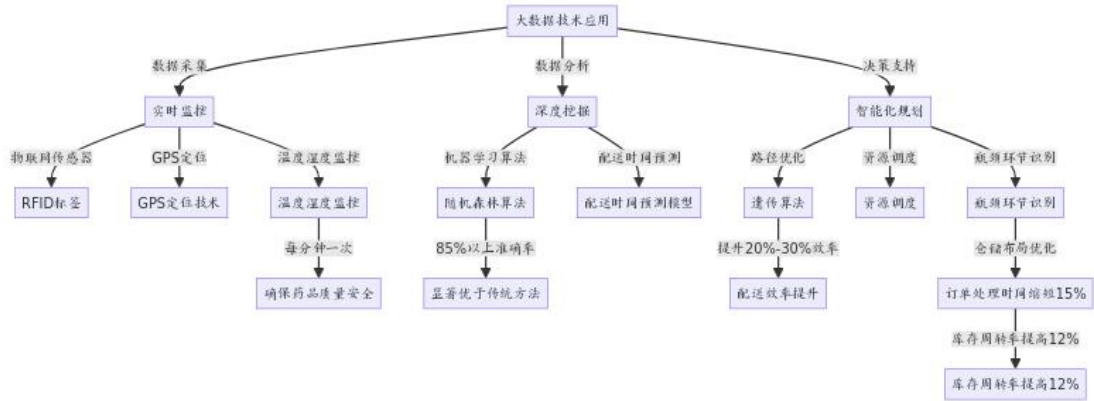 大数据技术应用
数据采集
数据分析
决策支持
实时监控
深度挖掘
智能化规划
物联网传感器
GPS定位
温度湿度监控
机器学习算法
配送时间预测
路径优化
资源调度
瓶颈环节识别
RFID标签
GPS定位技术
温度湿度监控
随机森林算法
配送时间预测模型
遗传算法
资源调度
瓶颈环节识别
每分钟一次
85%以上准确率
提升20%-30%效率
仓储布局优化
确保药品质量安全
显著优于传统方法
配送效率提升
订单处理时间缩短15%
库存周转率提高12%
库存周转率提高12%